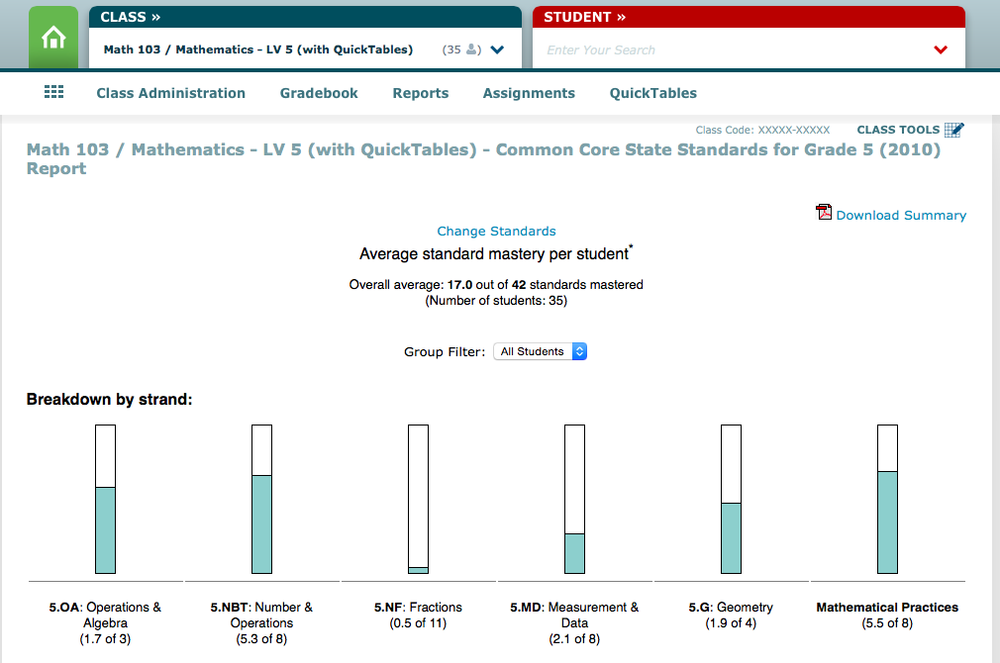 CLASS »
STUDENT »
Math 103 / Mathematics - LV 5 (with QuickTables) (35 )
Enter Your Search
Class Administration Gradebook Reports Assignments QuickTables
Class Code: XXXXX-XXXXX CLASS TOOLS
Math 103 / Mathematics - LV 5 (with QuickTables) - Common Core State Standards for Grade 5 (2010)
Report
Download Summary
Change Standards
Average standard mastery per student*
Overall average: 17.0 out of 42 standards mastered
(Number of students: 35)
Group Filter: All Students
Breakdown by strand:
5.OA: Operations &
Algebra
(1.7 of 3)
5.NBT: Number &
Operations
(5.3 of 8)
5.NF: Fractions
(0.5 of 11)
5.MD: Measurement &
Data
(2.1 of 8)
5.G: Geometry
(1.9 of 4)
Mathematical Practices
(5.5 of 8)